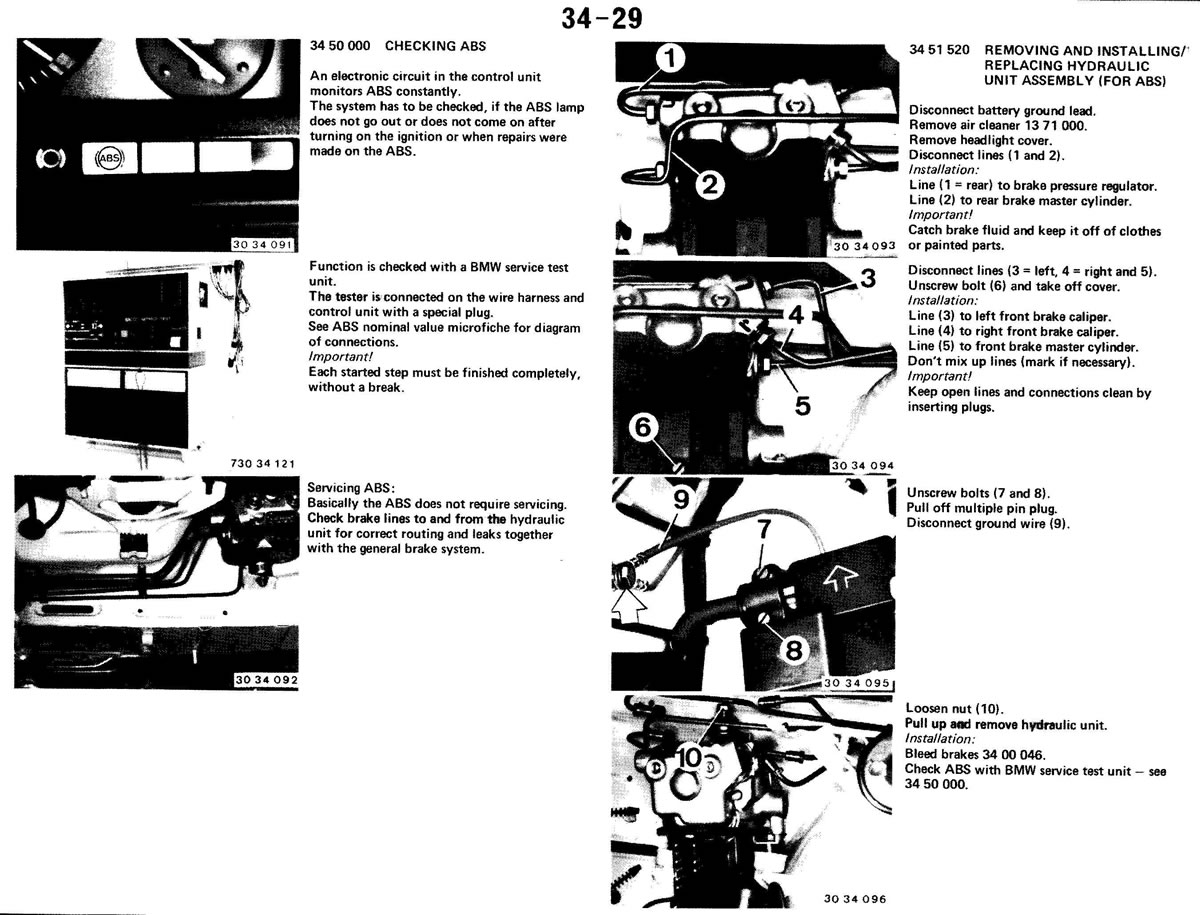 34-29
34 50 000 CHECKING ABS
An electronic circuit in the control unit
monitors ABS constantly.
The system has to be checked, if the ABS lamp
does not go out or does not come on after
turning on the ignition or when repairs were
made on the ABS.
ABS
30 34 091
Function is checked with a BMW service test
unit.
The tester is connected on the wire harness and
control unit with a special plug.
See ABS nominal value microfiche for diagram
of connections.
Important!
Each started step must be finished completely,
without a break.
730 34 121
Servicing ABS:
Basically the ABS does not require servicing.
Check brake lines to and from the hydraulic
unit for correct routing and leaks together
with the general brake system.
30 34 092
34 51 520 REMOVING AND INSTALLING/
REPLACING HYDRAULIC
UNIT ASSEMBLY (FOR ABS)
Disconnect battery ground lead.
Remove air cleaner 13 71 000.
Remove headlight cover.
Disconnect lines (1 and 2).
Installation:
Line (1 = rear) to brake pressure regulator.
Line (2) to rear brake master cylinder.
Important!
Catch brake fluid and keep it off of clothes
or painted parts.
1
2
30 34 093
Disconnect lines (3 = left, 4 = right and 5).
Unscrew bolt (6) and take off cover.
Installation:
Line (3) to left front brake caliper.
Line (4) to right front brake caliper.
Line (5) to front brake master cylinder.
Don't mix up lines (mark if necessary).
Important!
Keep open lines and connections clean by
inserting plugs.
3
4
5
6
30 34 094
Unscrew bolts (7 and 8).
Pull off multiple pin plug.
Disconnect ground wire (9).
9
7
8
30 34 095
Loosen nut (10).
Pull up and remove hydraulic unit.
Installation:
Bleed brakes 34 00 046.
Check ABS with BMW service test unit — see
34 50 000.
10
30 34 096